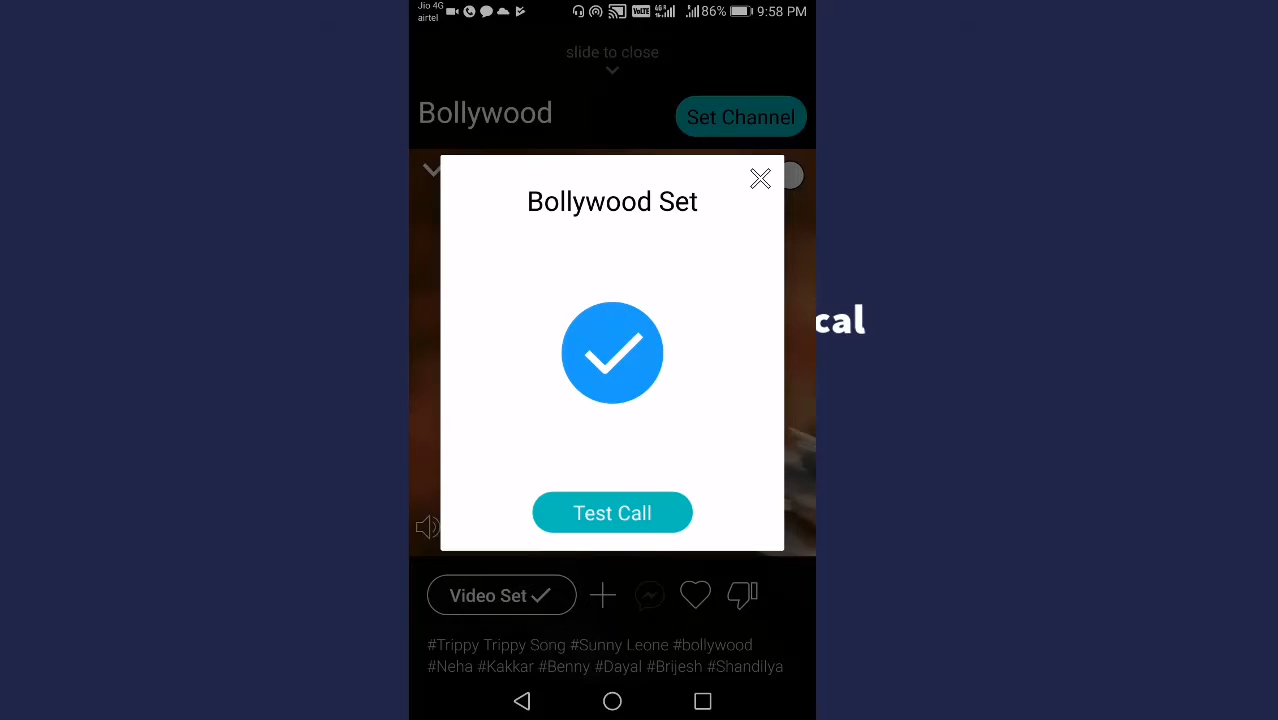 Jio 4G
airtel
VoLTE 86% 9:58 PM
slide to close
Bollywood
Set Channel
Bollywood Set
cal
Test Call
Video Set
#Trippy Trippy Song #Sunny Leone #bollywood
#Neha #Kakkar #Benny #Dayal #Brijesh #Shandilya